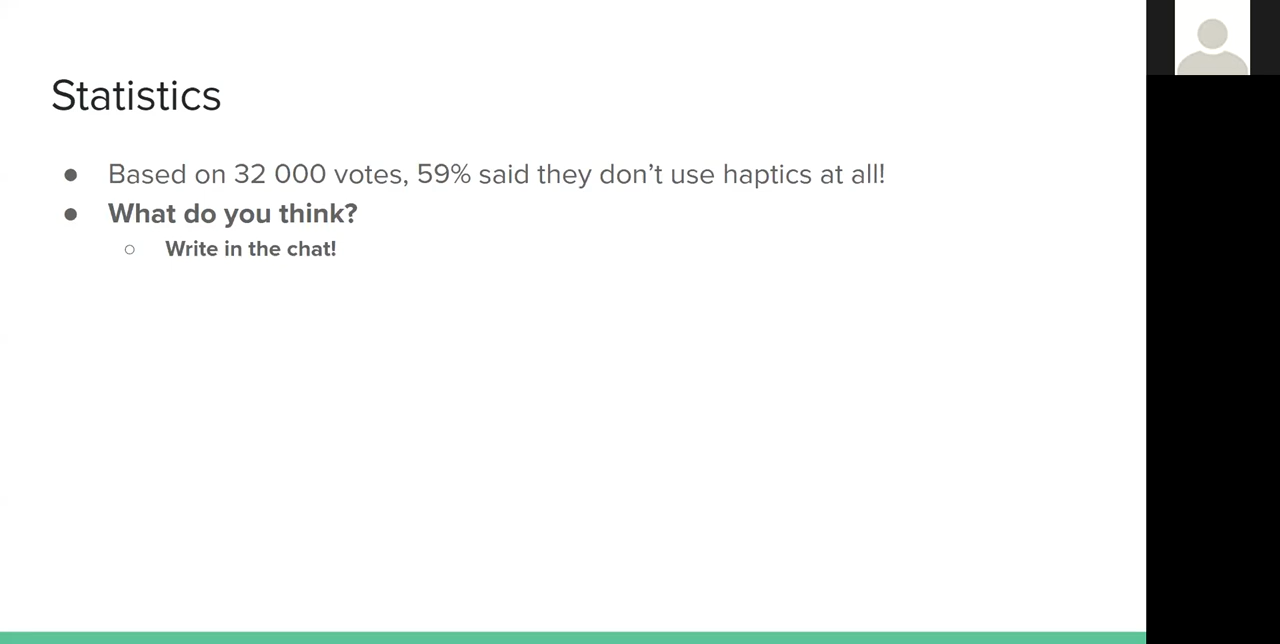 Statistics
● Based on 32 000 votes, 59% said they don’t use haptics at all!
● What do you think?
○ Write in the chat!